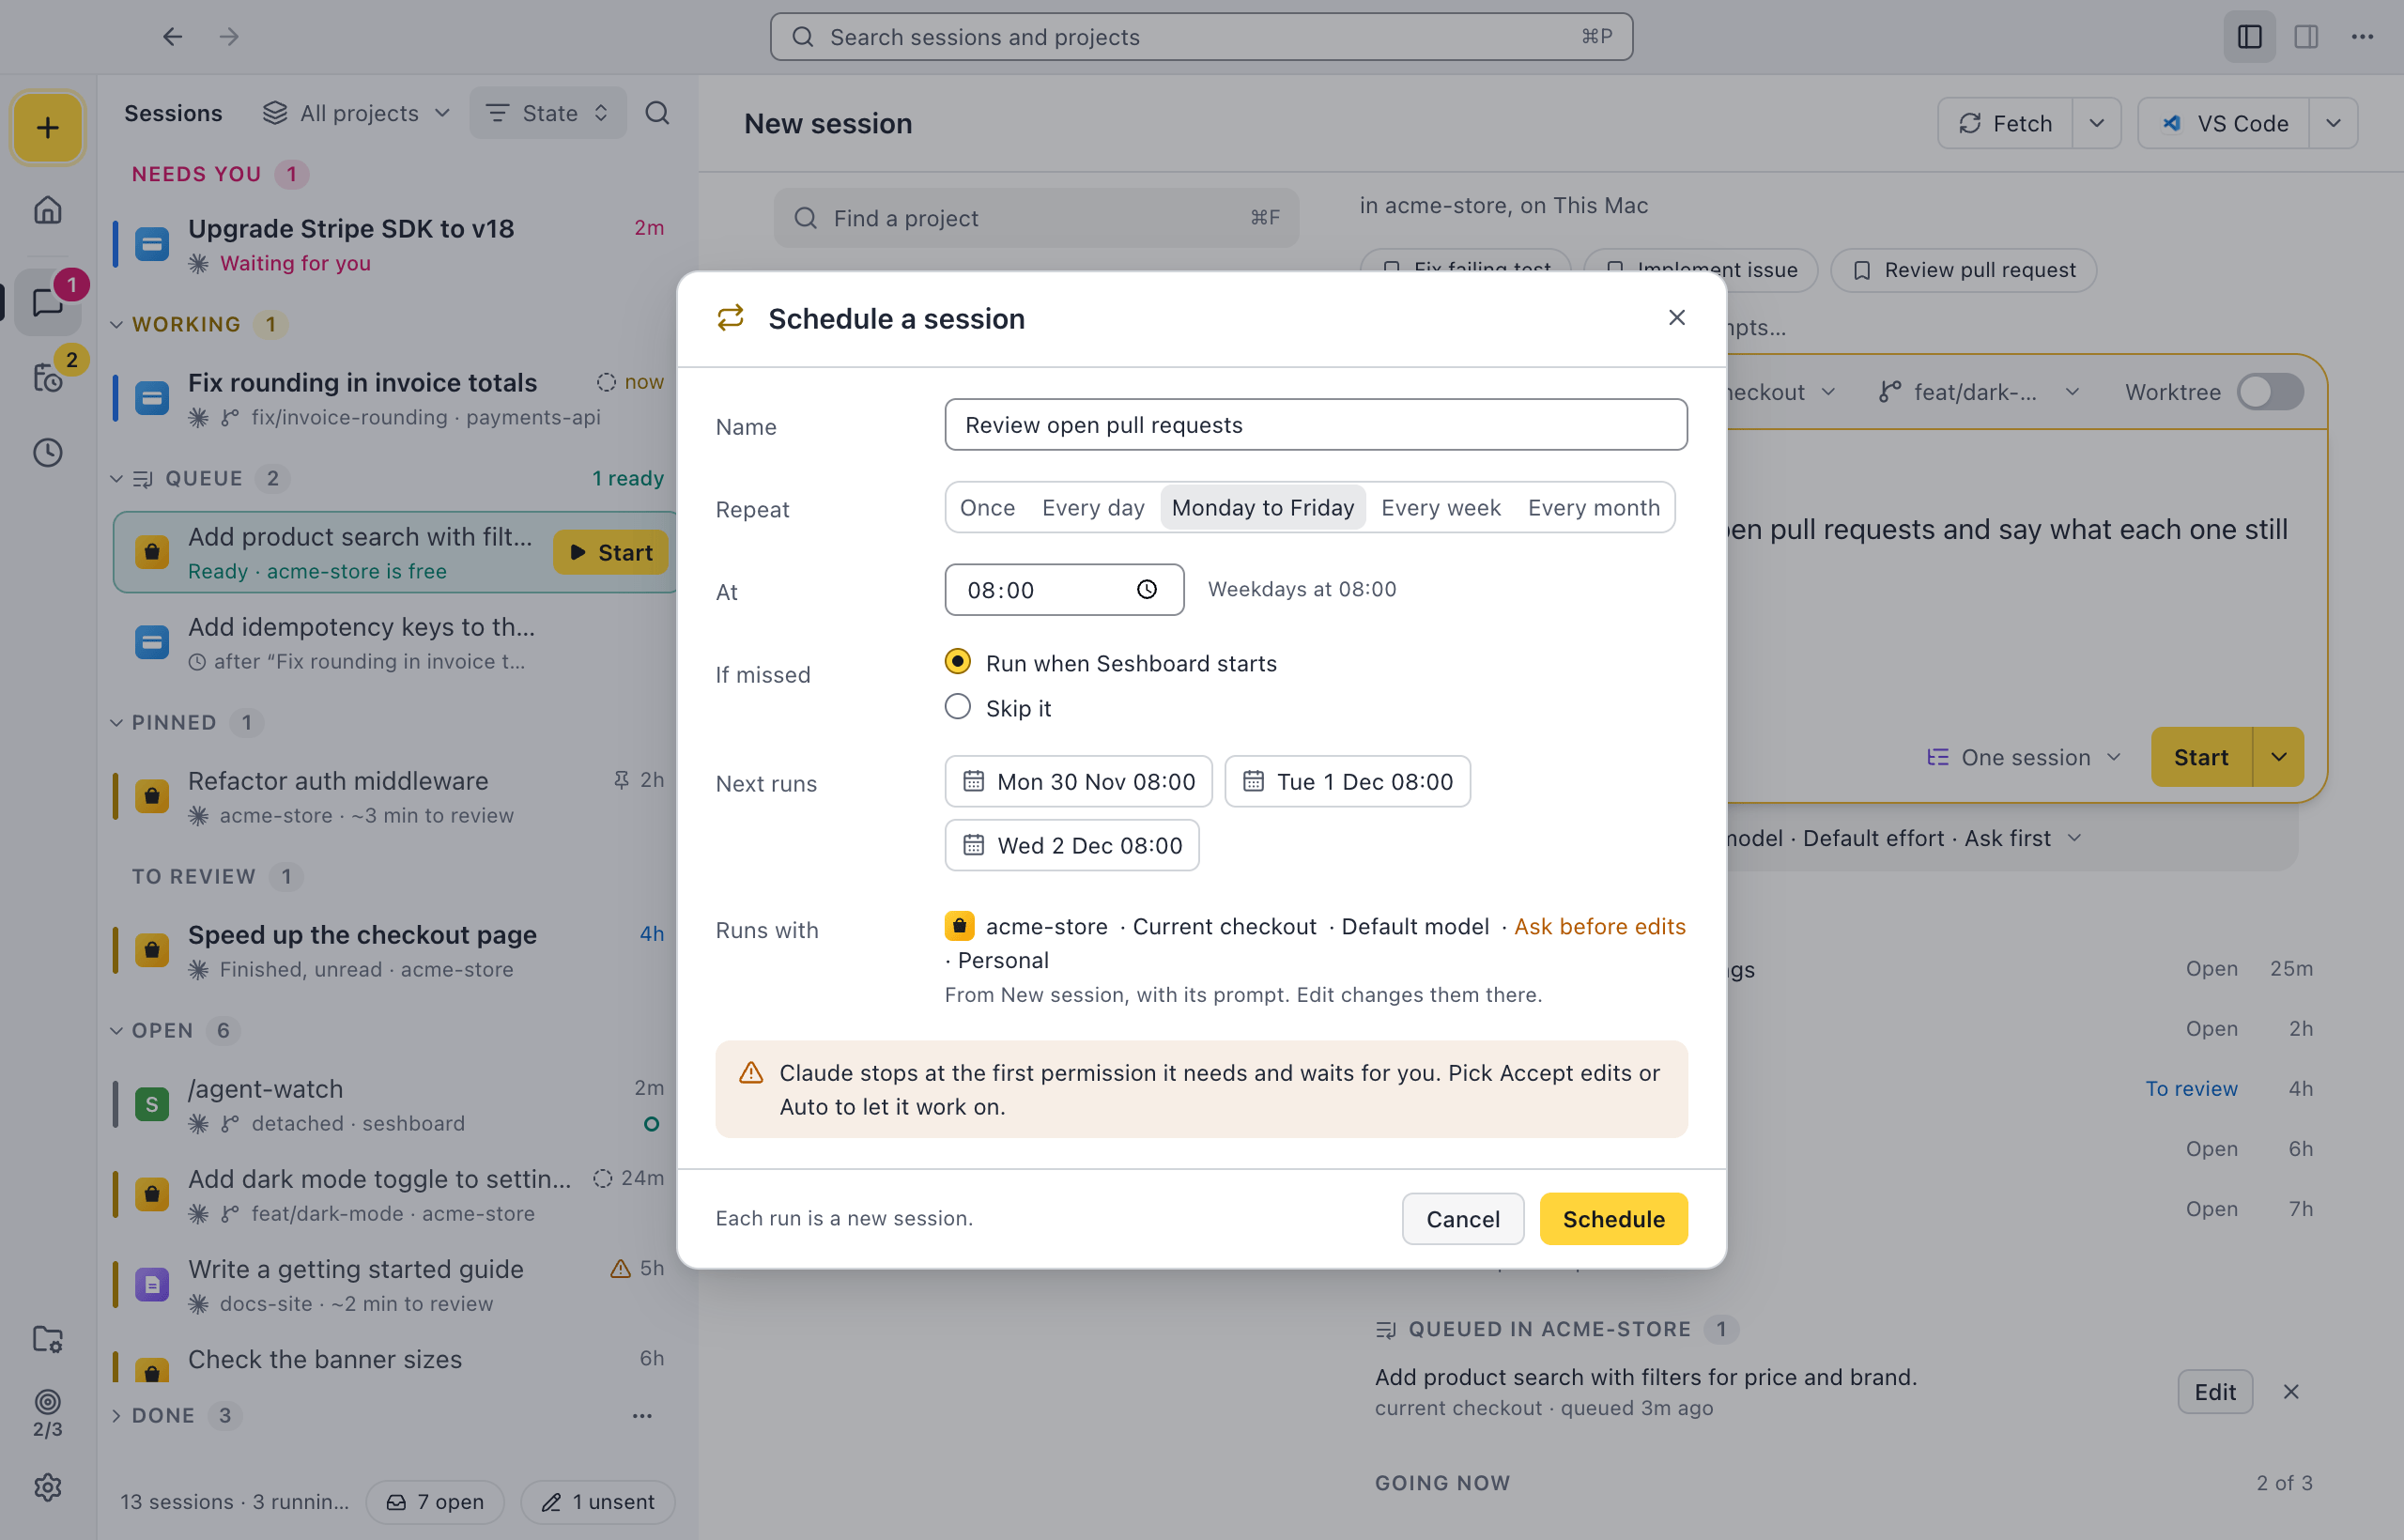 Search sessions and projects ⌘P
Sessions
All projects
State
New session
Fetch
VS Code
NEEDS YOU 1
Upgrade Stripe SDK to v18 2m
Waiting for you
1
WORKING 1
2
Fix rounding in invoice totals now
fix/invoice-rounding · payments-api
QUEUE 2 1 ready
Add product search with filt...
Ready · acme-store is free
Start
Add idempotency keys to th...
after “Fix rounding in invoice t...
PINNED 1
Refactor auth middleware 2h
acme-store · ~3 min to review
TO REVIEW 1
Speed up the checkout page 4h
Finished, unread · acme-store
OPEN 6
S
/agent-watch 2m
detached · seshboard
Add dark mode toggle to settin... 24m
feat/dark-mode · acme-store
Write a getting started guide 5h
docs-site · ~2 min to review
Check the banner sizes 6h
DONE 3
2/3
13 sessions · 3 runnin...
7 open
1 unsent
Find a project ⌘F
in acme-store, on This Mac
Fix failing test
Implement issue
Review pull request
feat/dark-...
Worktree
pull requests and say what each one still
One session
Start
· Default effort · Ask first
Open 25m
Open 2h
To review 4h
Open 6h
Open 7h
QUEUED IN ACME-STORE 1
Add product search with filters for price and brand.
current checkout · queued 3m ago
Edit
GOING NOW 2 of 3
Schedule a session
Name
Review open pull requests
Repeat
Once Every day Monday to Friday Every week Every month
At
08:00
Weekdays at 08:00
If missed
Run when Seshboard starts
Skip it
Next runs
Mon 30 Nov 08:00
Tue 1 Dec 08:00
Wed 2 Dec 08:00
Runs with
acme-store · Current checkout · Default model · Ask before edits
· Personal
From New session, with its prompt. Edit changes them there.
Claude stops at the first permission it needs and waits for you. Pick Accept edits or
Auto to let it work on.
Each run is a new session.
Cancel
Schedule